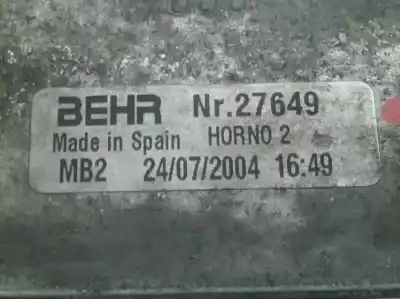 BEHR Nr.27649
Made in Spain HORNO 2
MB2 24/07/2004 16:49